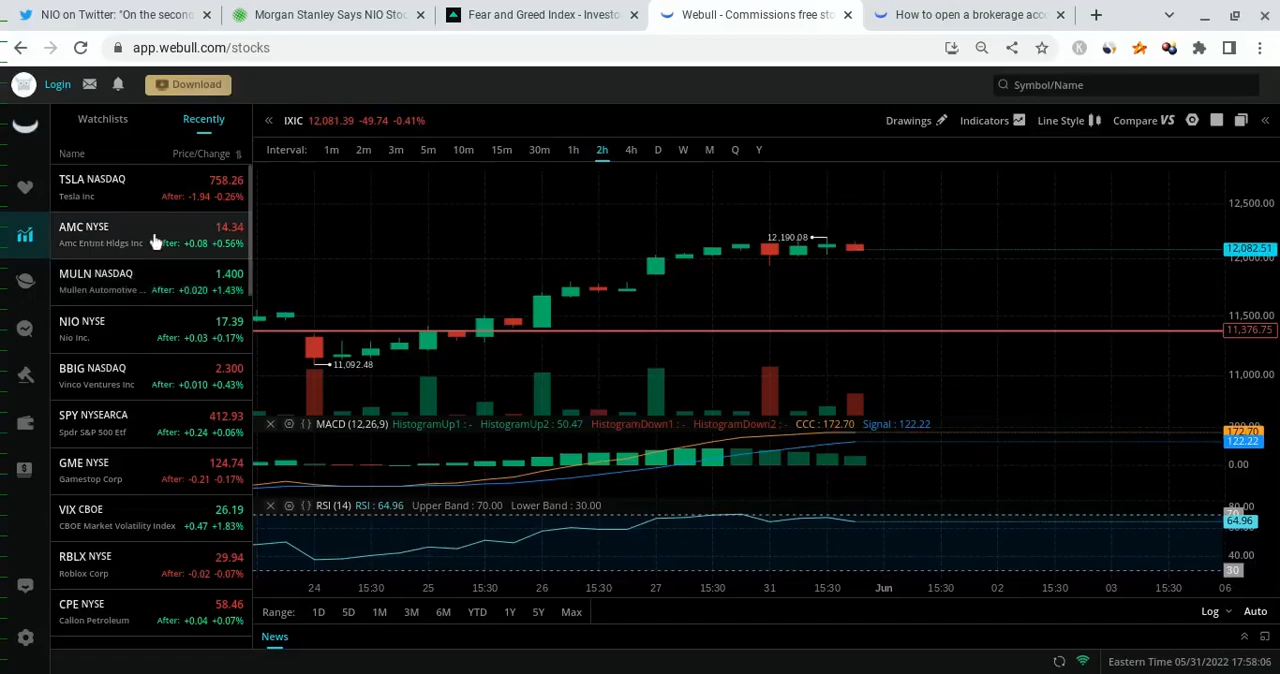 NIO on Twitter: "On the secon
Morgan Stanley Says NIO Stoc
Fear and Greed Index - Investo
Webull - Commissions free sto
How to open a brokerage acc
app.webull.com/stocks
K
Login
Download
Symbol/Name
Watchlists
Recently
IXIC 12,081.39 -49.74 -0.41%
Drawings
Indicators
Line Style
Compare VS
Name
Price/Change
Interval: 1m 2m 3m 5m 10m 15m 30m 1h 2h 4h D W M Q Y
TSLA NASDAQ 758.26
Tesla Inc After: -1.94 -0.26%
AMC NYSE 14.34
Amc Entmt Hldgs Inc fter: +0.08 +0.56%
MULN NASDAQ 1.400
Mullen Automotive ... After: +0.020 +1.43%
NIO NYSE 17.39
Nio Inc. After: +0.03 +0.17%
BBIG NASDAQ 2.300
Vinco Ventures Inc After: +0.010 +0.43%
SPY NYSEARCA 412.93
Spdr S&P 500 Etf After: +0.24 +0.06%
GME NYSE 124.74
Gamestop Corp After: -0.21 -0.17%
VIX CBOE 26.19
CBOE Market Volatility Index +0.47 +1.83%
RBLX NYSE 29.94
Roblox Corp After: -0.02 -0.07%
CPE NYSE 58.46
Callon Petroleum After: +0.04 +0.07%
12,500.00
12,190.08
12,082.51
12,000.00
11,500.00
11,376.75
11,092.48
11,000.00
MACD (12,26,9) HistogramUp1 : - HistogramUp2 : 50.47 HistogramDown1 : - HistogramDown2 : - CCC : 172.70 Signal : 122.22
172.70
122.22
0.00
RSI (14) RSI : 64.96 Upper Band : 70.00 Lower Band : 30.00
80.00
70
64.96
40.00
30
24 15:30 25 15:30 26 15:30 27 15:30 31 15:30 Jun 15:30 02 15:30 03 15:30 06
Range: 1D 5D 1M 3M 6M YTD 1Y 5Y Max
Log
Auto
News
Eastern Time 05/31/2022 17:58:06